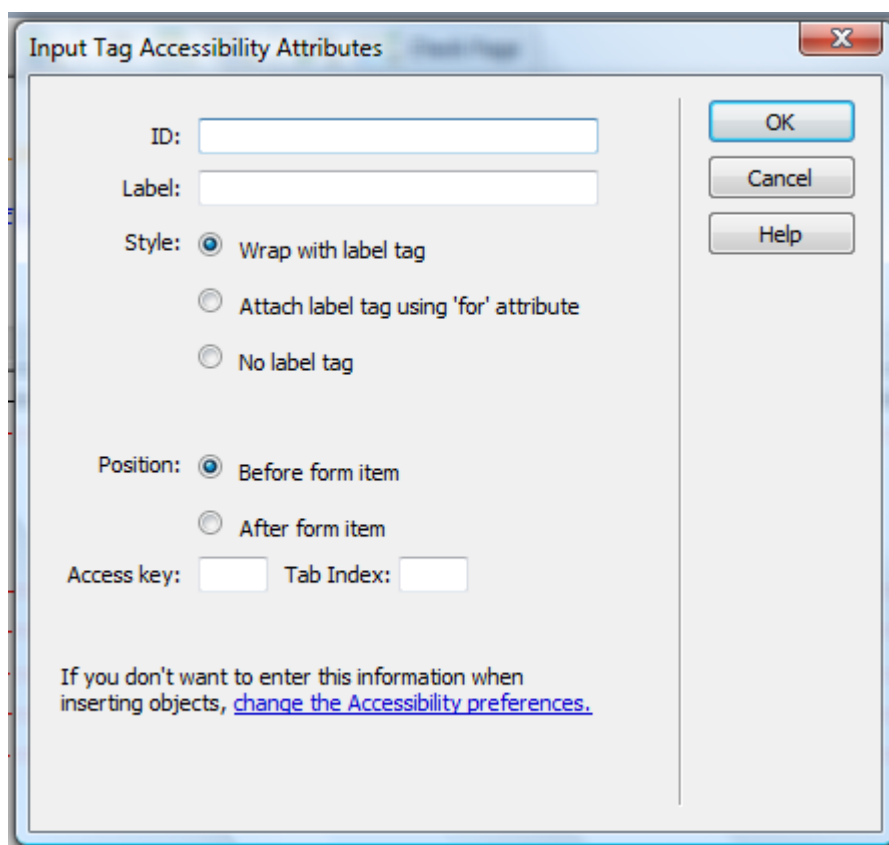 Input Tag Accessibility Attributes
ID:
OK
Label:
Cancel
Style:
Wrap with label tag
Help
Attach label tag using 'for' attribute
No label tag
Position:
Before form item
After form item
Access key:
Tab Index:
If you don't want to enter this information when
inserting objects, change the Accessibility preferences.